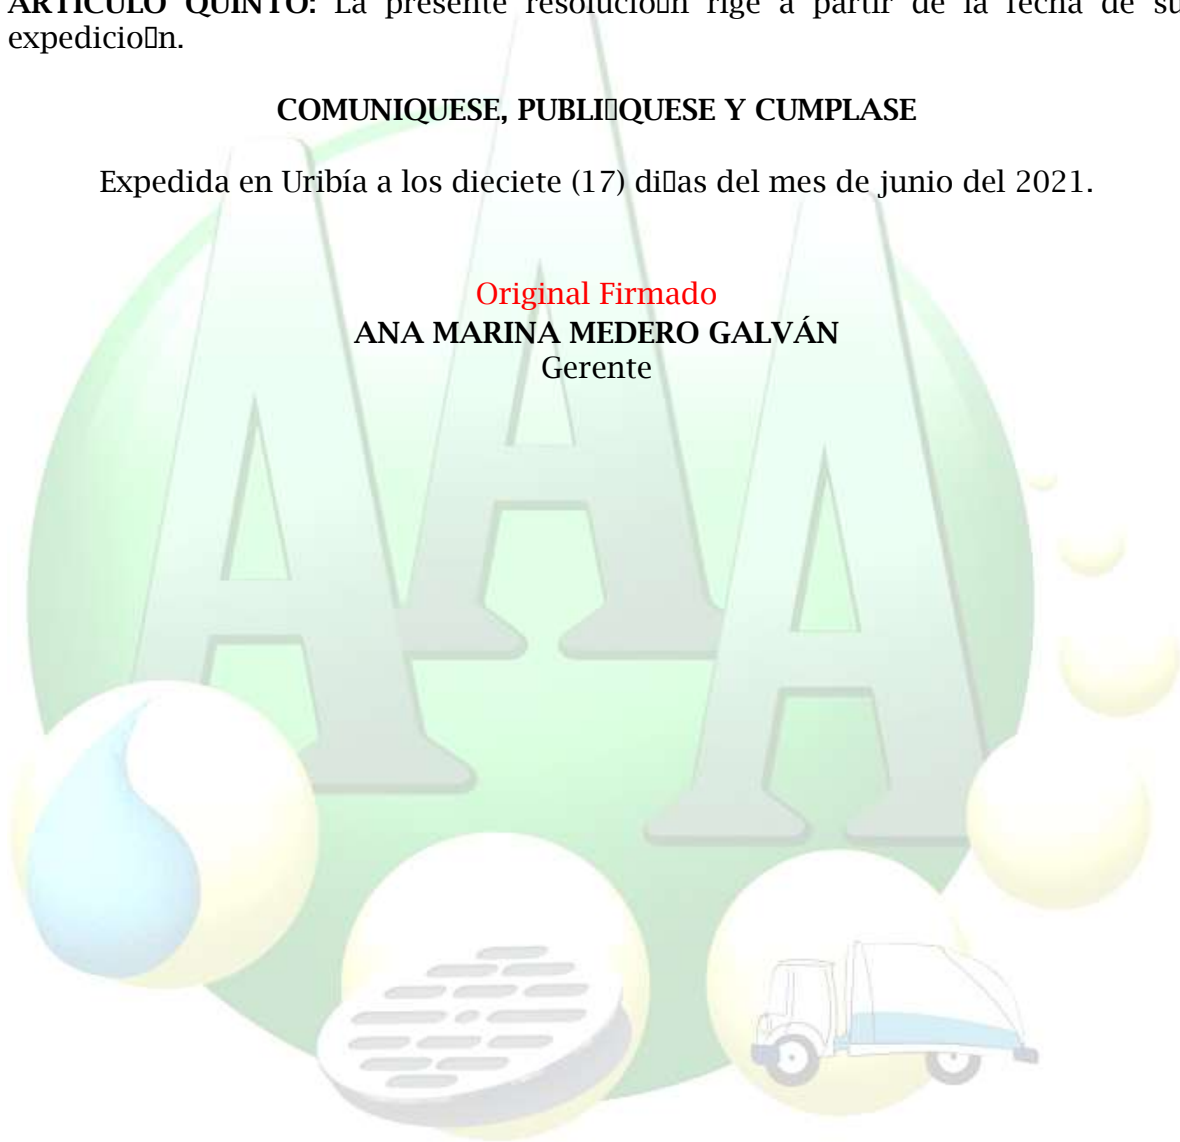 ARTICULO QUINTO: La presente resolución rige a partir de la fecha de su
expedición.
COMUNIQUESE, PUBLIQUESE Y CUMPLASE
Expedida en Uribía a los dieciete (17) días del mes de junio del 2021.
Original Firmado
ANA MARINA MEDERO GALVÁN
Gerente
AAA